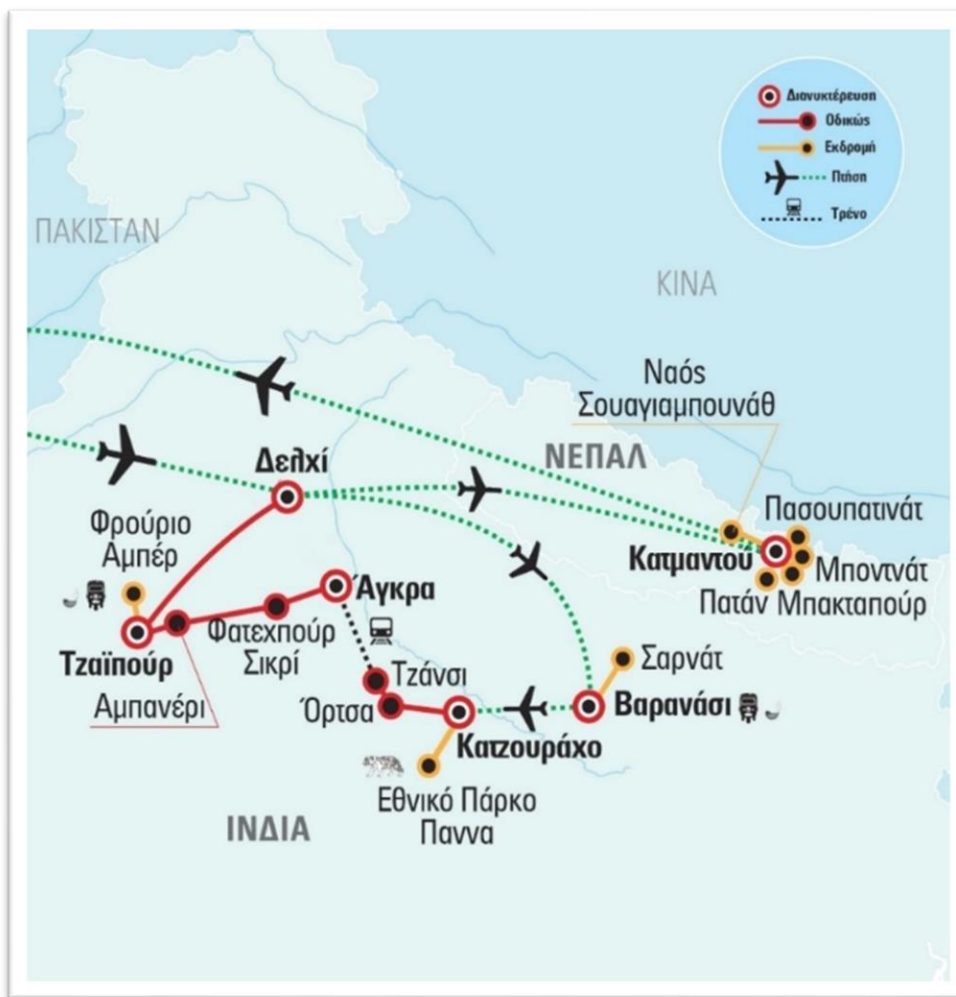 Διανυκτέρευση
Οδικώς
Εκδρομή
Πτήση
Τρένο
ΠΑΚΙΣΤΑΝ
ΚΙΝΑ
Ναός
Σουαγιαμπουνάθ
ΝΕΠΑΛ
Δελχί
Πασουπατινάτ
Φρούριο
Αμπέρ
Κατμαντού
Μποντνάτ
Άγκρα
Πατάν
Μπακταπούρ
Φατεχπούρ
Σικρί
Τζαϊπούρ
Σαρνάτ
Τζάνσι
Αμπανέρι
Όρτσα
Βαρανάσι
Κατζουράχο
Εθνικό Πάρκο
Παννα
ΙΝΔΙΑ